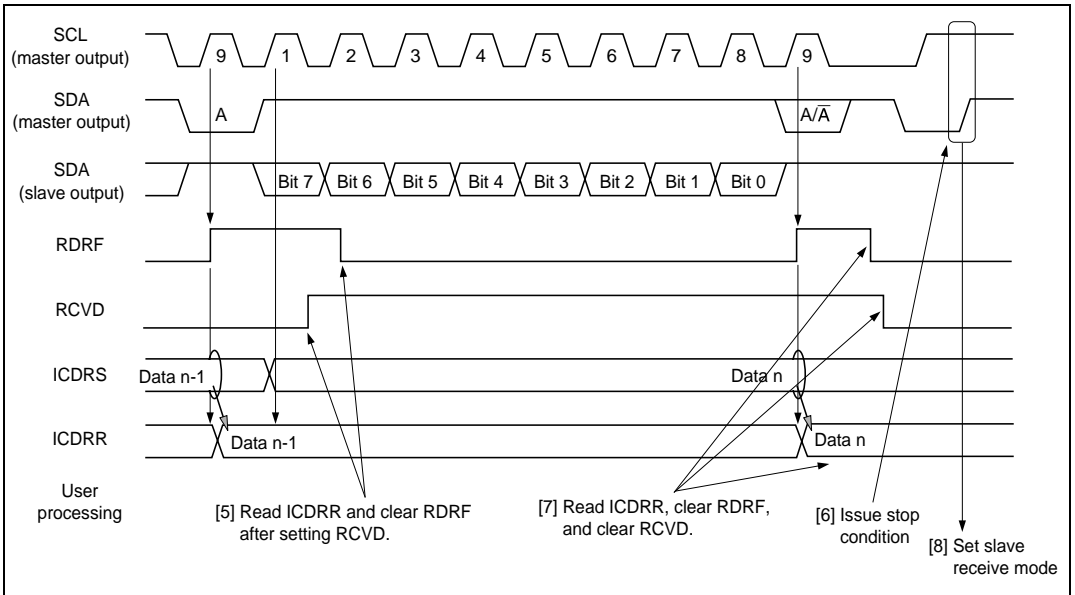 SCL
(master output)
9 1 2 3 4 5 6 7 8 9
SDA
(master output)
A A/A̅
SDA
(slave output)
Bit 7 Bit 6 Bit 5 Bit 4 Bit 3 Bit 2 Bit 1 Bit 0
RDRF
RCVD
ICDRS
Data n-1 Data n
ICDRR
Data n-1 Data n
User
processing
[5] Read ICDRR and clear RDRF
after setting RCVD.
[7] Read ICDRR, clear RDRF,
and clear RCVD.
[6] Issue stop
condition
[8] Set slave
receive mode